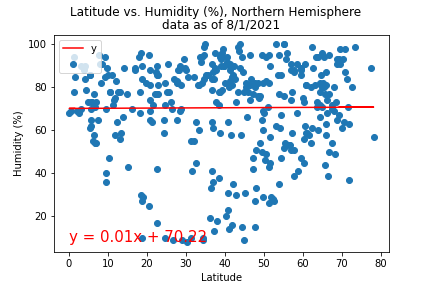 Latitude vs. Humidity (%), Northern Hemisphere
data as of 8/1/2021
100
80
60
40
20
Humidity (%)
y
y = 0.01x + 70.22
0
10
20
30
40
50
60
70
80
Latitude